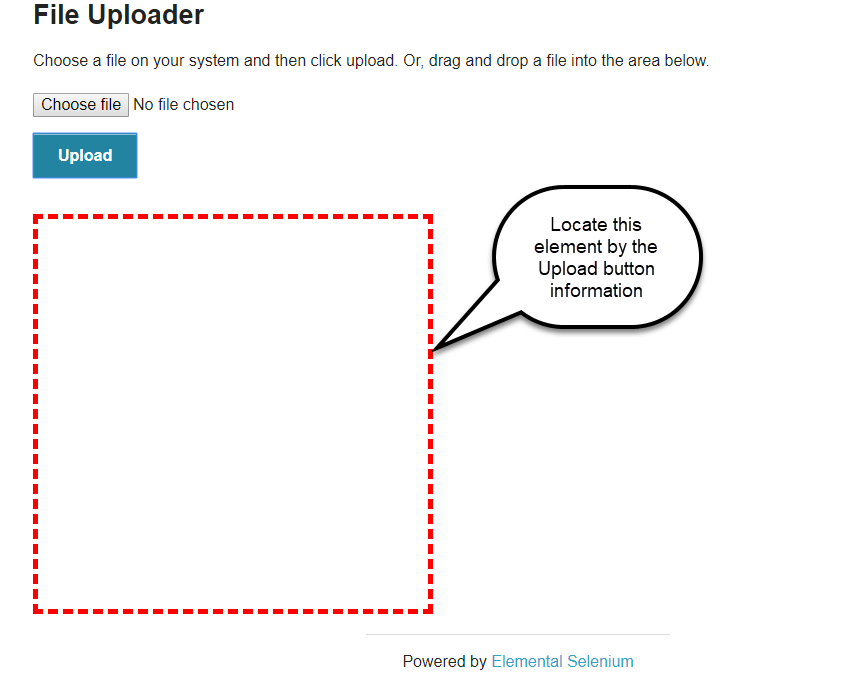 File Uploader
Choose a file on your system and then click upload. Or, drag and drop a file into the area below.
Choose file No file chosen
Upload
Locate this
element by the
Upload button
information
Powered by Elemental Selenium